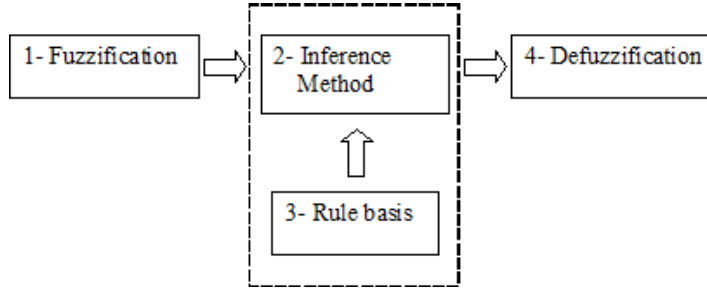 1- Fuzzification
2- Inference
Method
3- Rule basis
4- Defuzzification